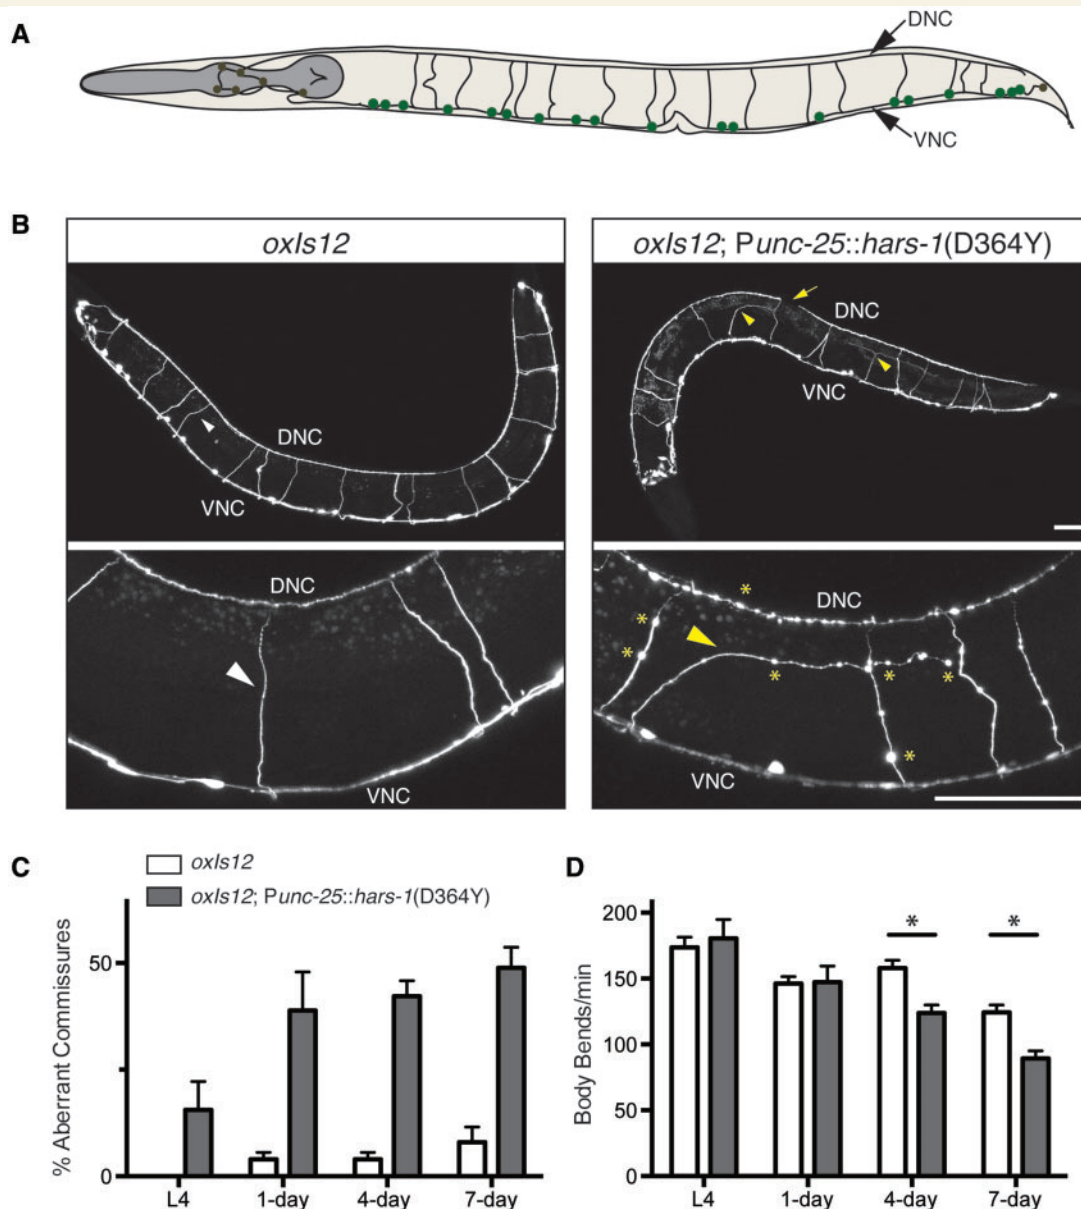 A
DNC
VNC
B
oxIs12
oxIs12; Punc-25::hars-1(D364Y)
DNC
VNC
DNC
VNC
DNC
VNC
* * * * * * *
DNC
VNC
C
oxIs12
oxIs12; Punc-25::hars-1(D364Y)
% Aberrant Commissures
50
0
L4 1-day 4-day 7-day
D
Body Bends/min
200
150
100
50
0
* *
L4 1-day 4-day 7-day